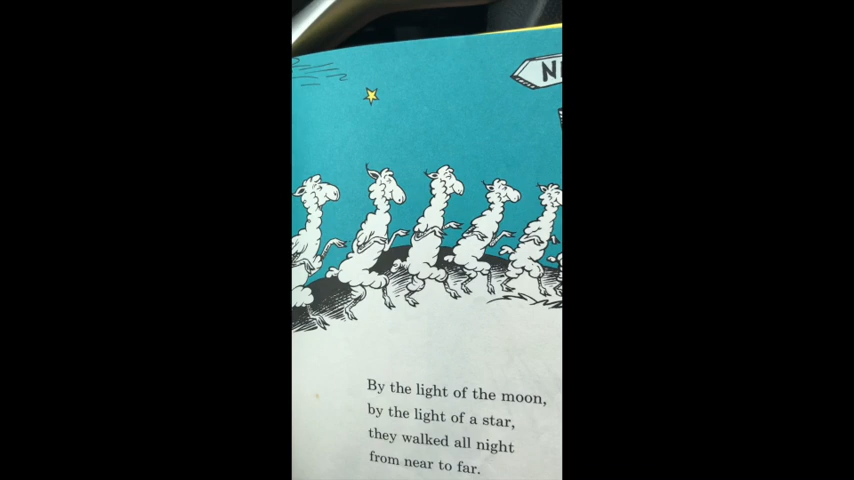 By the light of the moon,
by the light of a star,
they walked all night
from near to far.